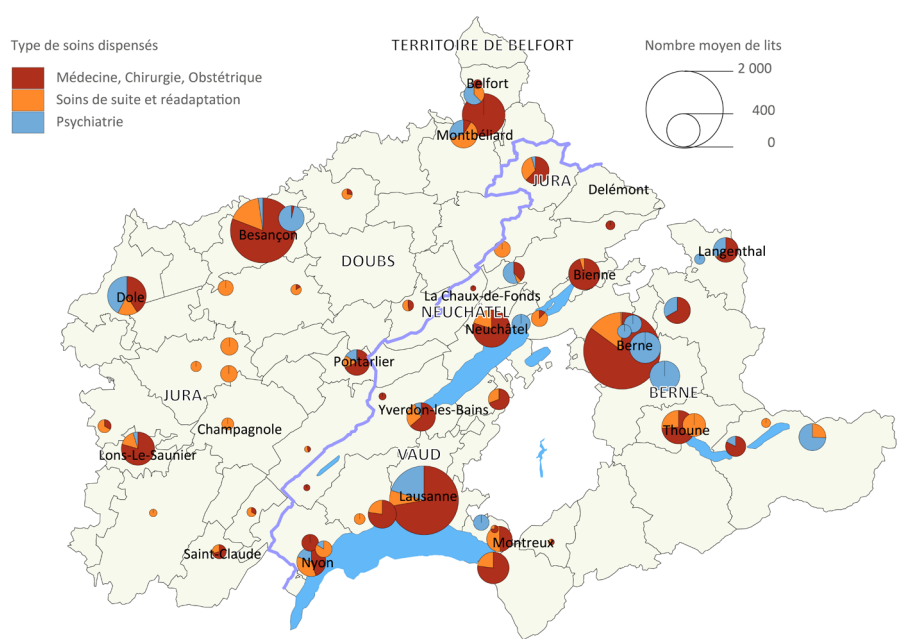 TERRITOIRE DE BELFORT
Type de soins dispensés
Nombre moyen de lits
Médecine, Chirurgie, Obstétrique
Soins de suite et réadaptation
Psychiatrie
2 000
400
0
Belfort
Montbéliard
JURA
Delémont
Besançon
DOUBS
Langenthal
Bienne
Dole
La Chaux-de-Fonds
NEUCHÂTEL
Neuchâtel
Berne
Pontarlier
JURA
BERNE
Yverdon-les-Bains
Champagnole
Thoune
Lons-Le-Saunier
VAUD
Lausanne
Montreux
Saint-Claude
Nyon